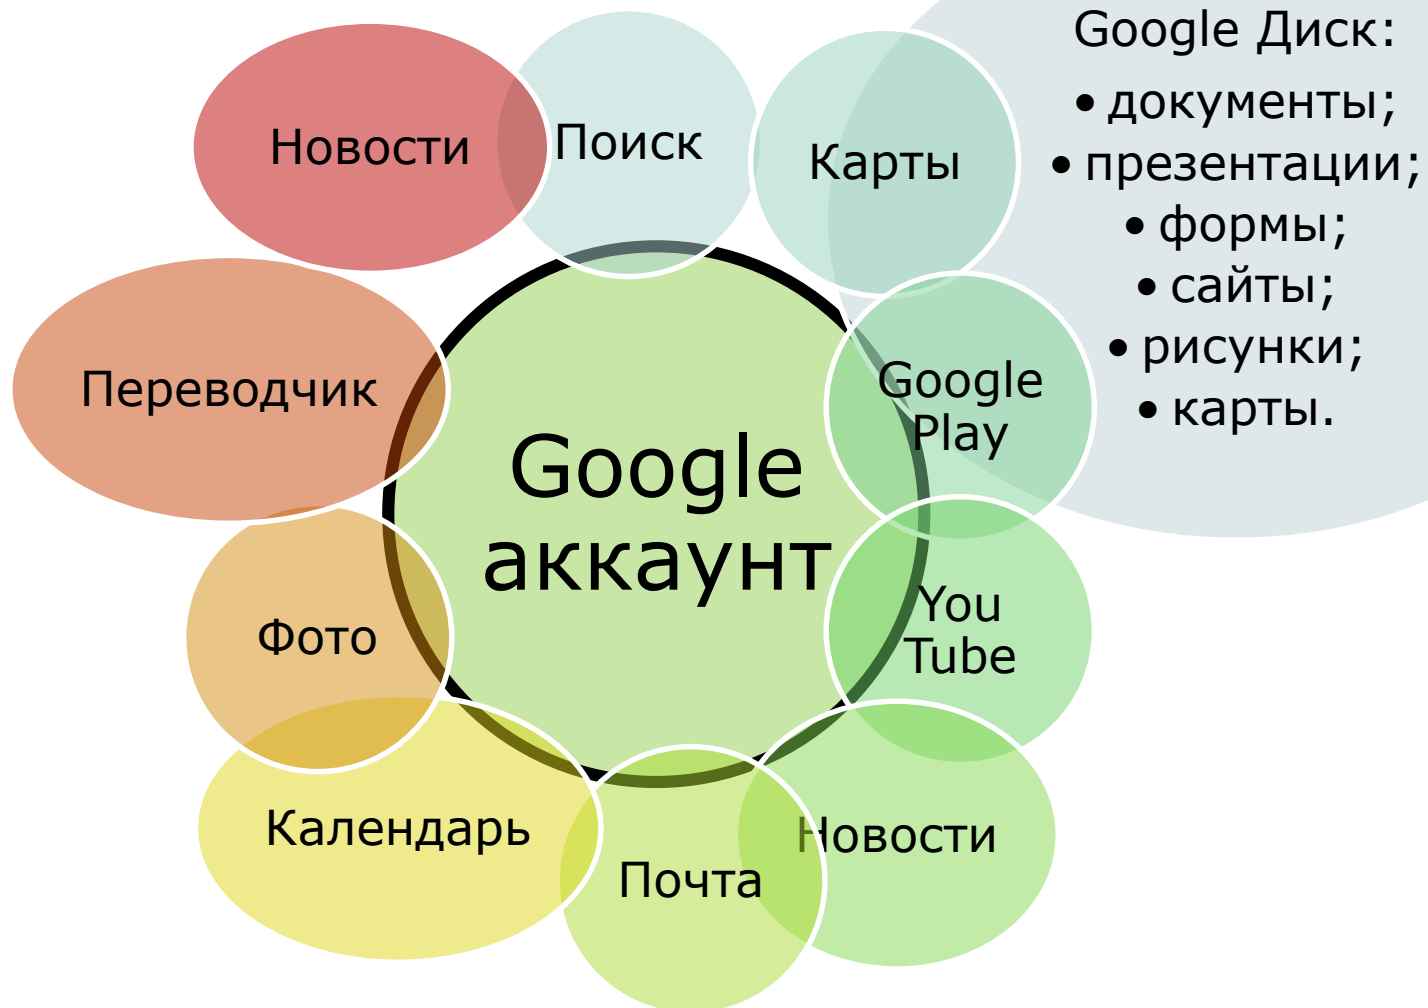 Google Диск:
• документы;
• презентации;
• формы;
• сайты;
• рисунки;
• карты.
Новости
Поиск
Карты
Переводчик
Google
Play
Google
аккаунт
Фото
You
Tube
Календарь
Почта
Новости